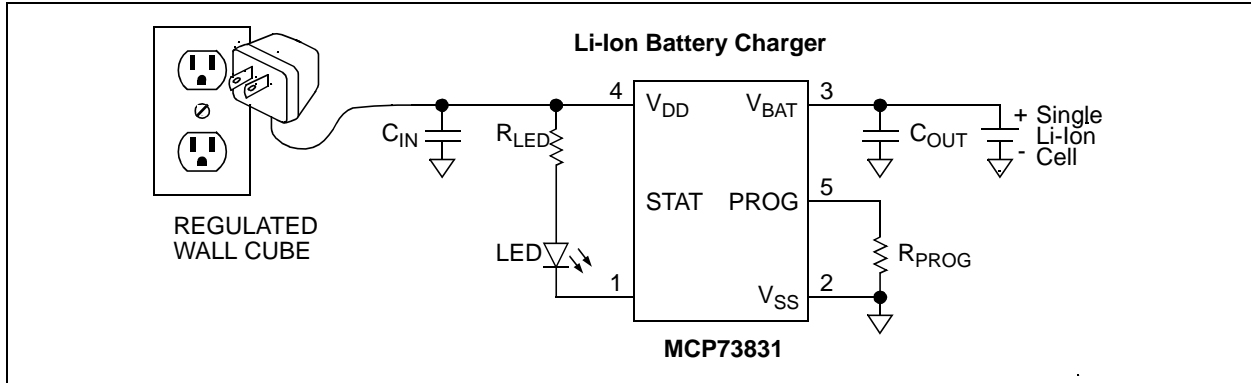 Li-Ion Battery Charger
4
VDD
VBAT
3
CIN
RLED
COUT
+ Single
Li-Ion
- Cell
STAT
PROG
5
REGULATED
WALL CUBE
LED
RPROG
1
VSS
2
MCP73831